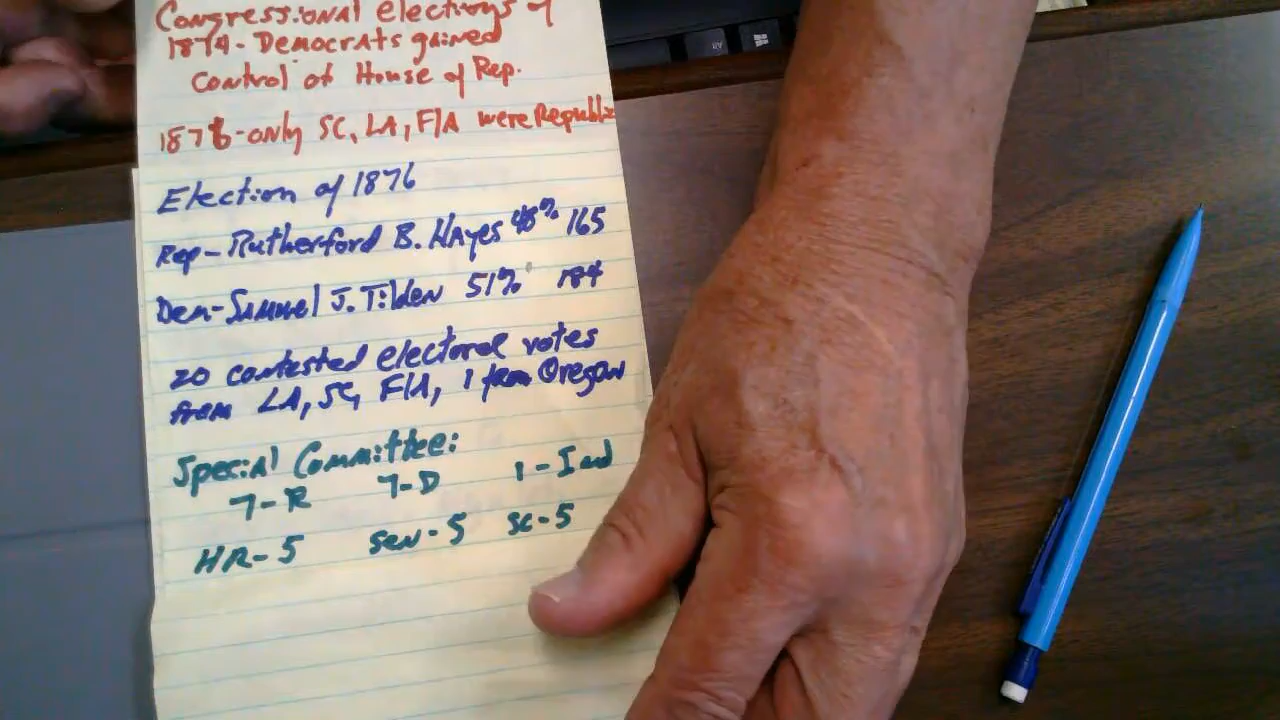 Congressional elections of
1874 - Democrats gained
control of House of Rep.
1876 - only SC, LA, FlA were Republic
Election of 1876
Rep - Rutherford B. Hayes 48% 165
Dem - Samuel J. Tilden 51% 184
20 contested electoral votes
from LA, SC, FlA, 1 from Oregon
Special Committee:
7-R 7-D 1-Ind
HR-5 Sen-5 SC-5